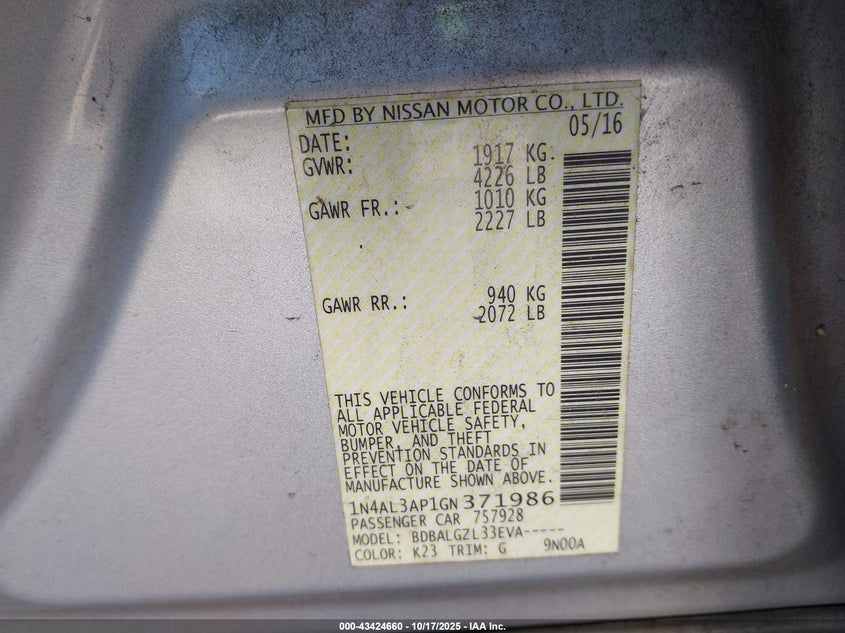 MFD BY NISSAN MOTOR CO., LTD.
DATE: 05/16
GVWR: 1917 KG
4226 LB
GAWR FR.: 1010 KG
2227 LB
GAWR RR.: 940 KG
2072 LB
THIS VEHICLE CONFORMS TO
ALL APPLICABLE FEDERAL
MOTOR VEHICLE SAFETY,
BUMPER, AND THEFT
PREVENTION STANDARDS IN
EFFECT ON THE DATE OF
MANUFACTURE SHOWN ABOVE.
1N4AL3AP1GN371986
PASSENGER CAR 757928
MODEL: BDBALGZL33EVA-----
COLOR: K23 TRIM: G 9N00A
000-43424660 - 10/17/2025 - IAA Inc.